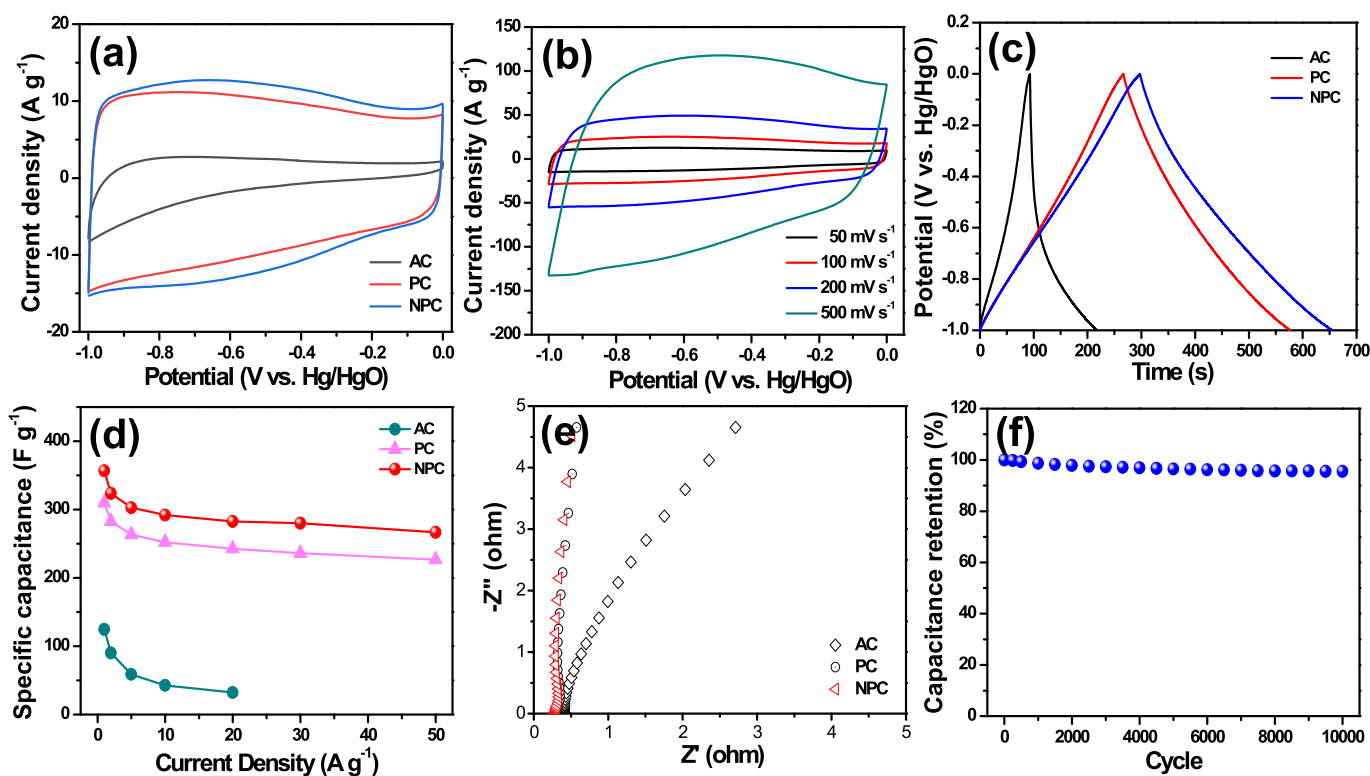 (a)
Current density (A g⁻¹)
20
10
0
-10
-20
AC
PC
NPC
-1.0 -0.8 -0.6 -0.4 -0.2 0.0
Potential (V vs. Hg/HgO)
(b)
Current density (A g⁻¹)
150
125
100
75
50
25
0
-25
-50
-75
-100
-125
-150
-200
50 mV s⁻¹
100 mV s⁻¹
200 mV s⁻¹
500 mV s⁻¹
-1.0 -0.8 -0.6 -0.4 -0.2 0.0
Potential (V vs. Hg/HgO)
(c)
Potential (V vs. Hg/HgO)
0.2
0.0
-0.2
-0.4
-0.6
-0.8
-1.0
AC
PC
NPC
0 100 200 300 400 500 600 700
Time (s)
(d)
Specific capacitance (F g⁻¹)
400
300
200
100
0
AC
PC
NPC
0 10 20 30 40 50
Current Density (A g⁻¹)
(e)
-Z'' (ohm)
5
4
3
2
1
0
AC
PC
NPC
0 1 2 3 4 5
Z' (ohm)
(f)
Capacitance retention (%)
120
100
80
60
40
20
0
0 2000 4000 6000 8000 10000
Cycle